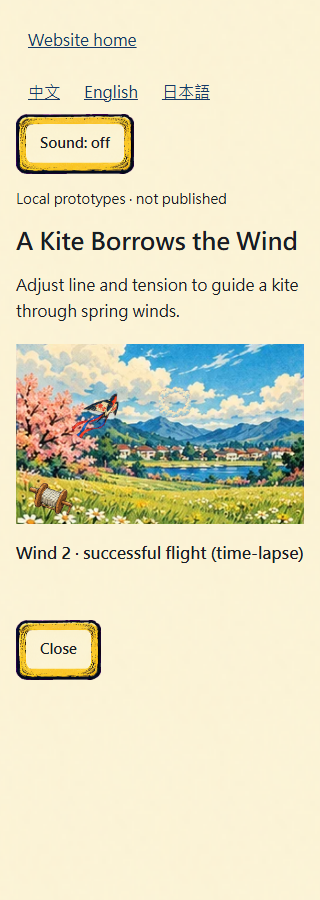 Website home
中文 English 日本語
Sound: off
Local prototypes · not published
A Kite Borrows the Wind
Adjust line and tension to guide a kite
through spring winds.
Wind 2 · successful flight (time-lapse)
Close